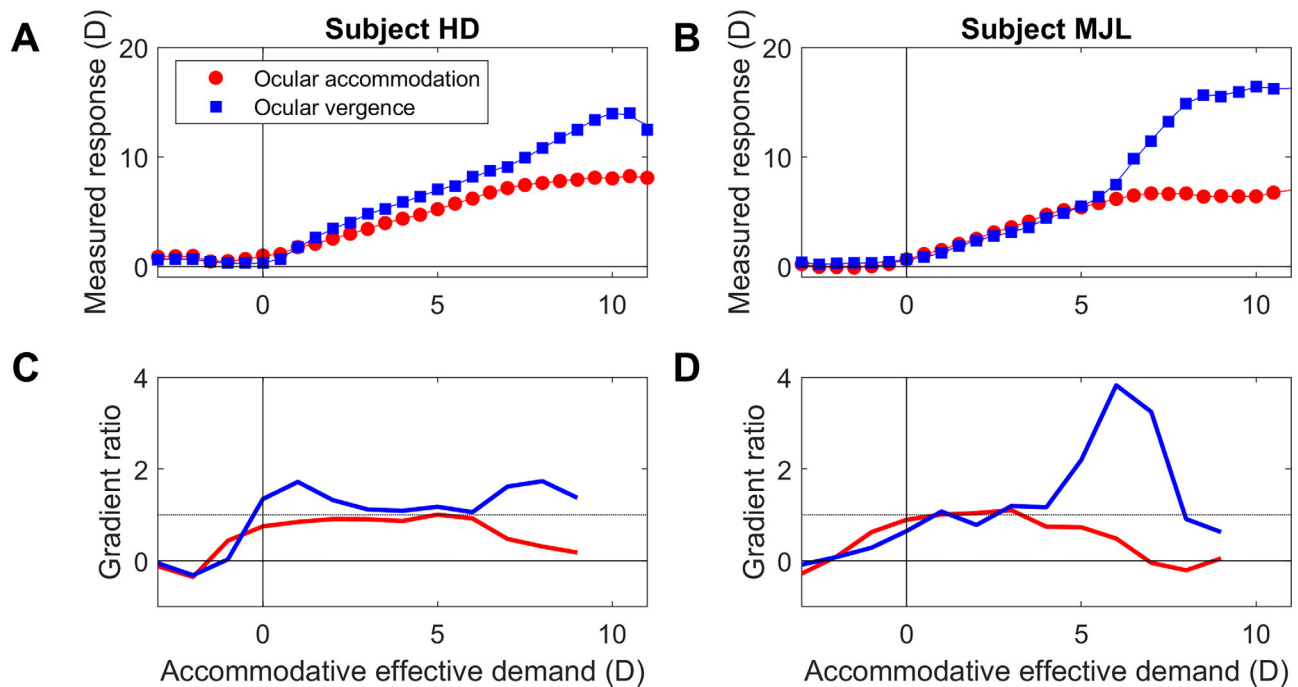 A
Subject HD
Measured response (D)
20
10
0
Ocular accommodation
Ocular vergence
0
5
10
B
Subject MJL
Measured response (D)
20
10
0
0
5
10
C
Gradient ratio
4
2
0
0
5
10
Accommodative effective demand (D)
D
Gradient ratio
4
2
0
0
5
10
Accommodative effective demand (D)